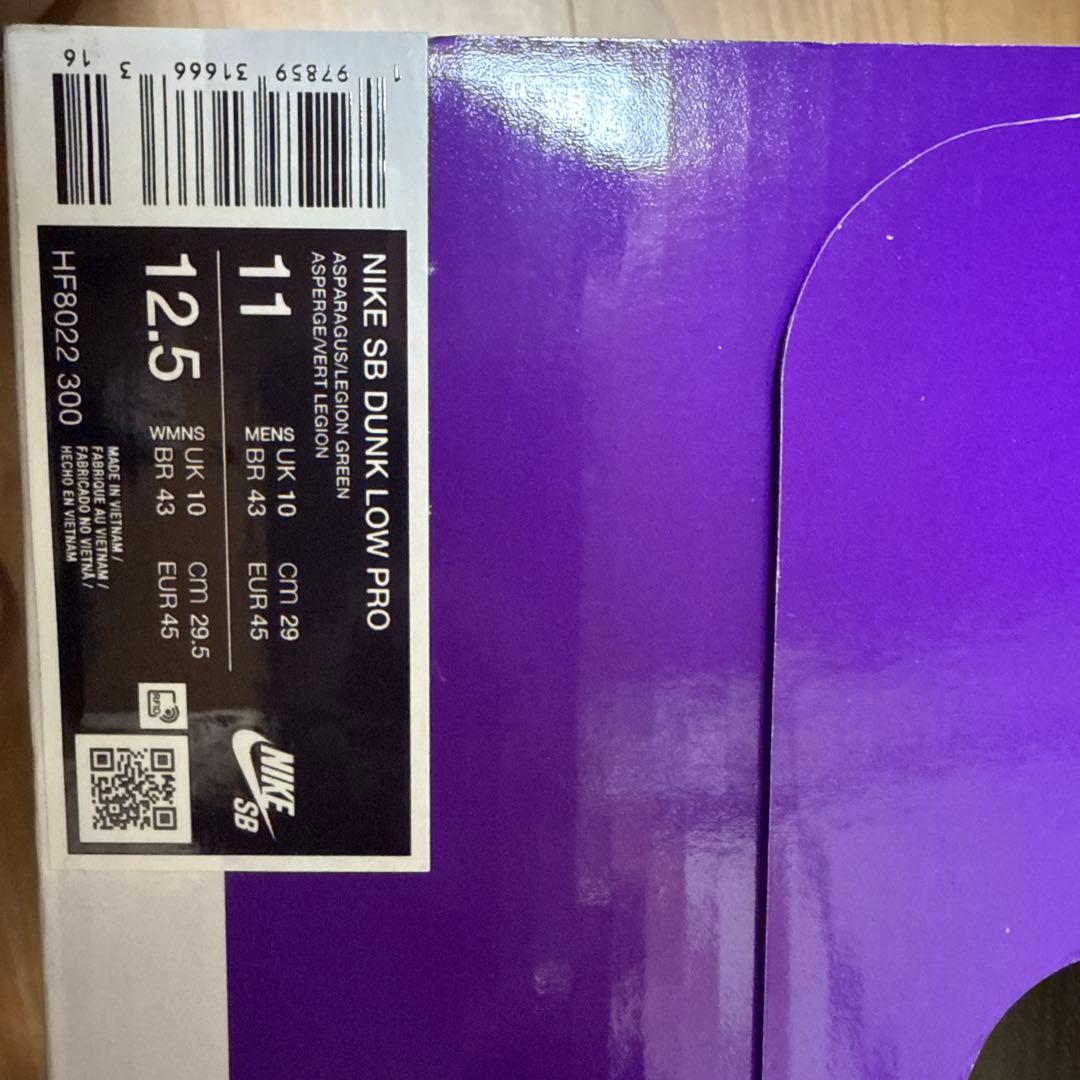 NIKE SB DUNK LOW PRO
ASPARAGUS/LEGION GREEN
ASPERGE/VERT LEGION
11 MENS UK 10 cm 29
BR 43 EUR 45
12.5 WMNS UK 10 cm 29.5
BR 43 EUR 45
HF8022 300
MADE IN VIETNAM /
FABRIQUE AU VIETNAM /
FABRICADO NO VIETNÃ /
HECHO EN VIETNAM
RFID
NIKE
SB
1 97859 31666 3 16